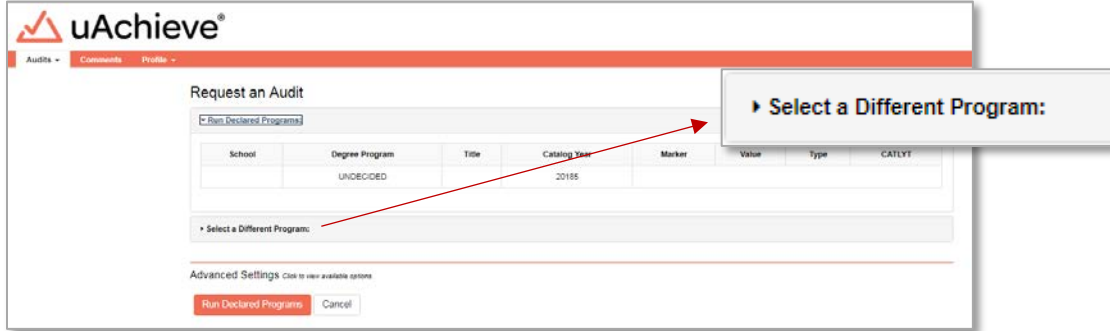 uAchieve®
Audits Comments Profile
Request an Audit
Run Declared Programs:
School Degree Program Title Catalog Year Marker Value Type CATLYT
UNDECIDED 20185
Select a Different Program:
Select a Different Program:
Advanced Settings Click to view available options.
Run Declared Programs Cancel